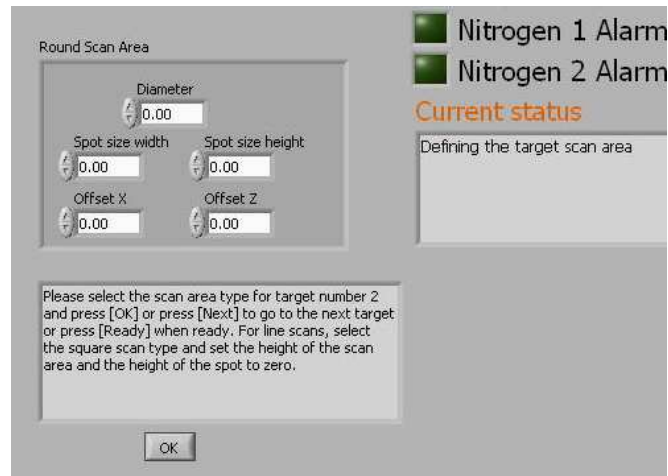 Round Scan Area
Diameter
0.00
Spot size width
Spot size height
0.00
0.00
Offset X
Offset Z
0.00
0.00
Please select the scan area type for target number 2
and press [OK] or press [Next] to go to the next target
or press [Ready] when ready. For line scans, select
the square scan type and set the height of the scan
area and the height of the spot to zero.
OK
Nitrogen 1 Alarm
Nitrogen 2 Alarm
Current status
Defining the target scan area